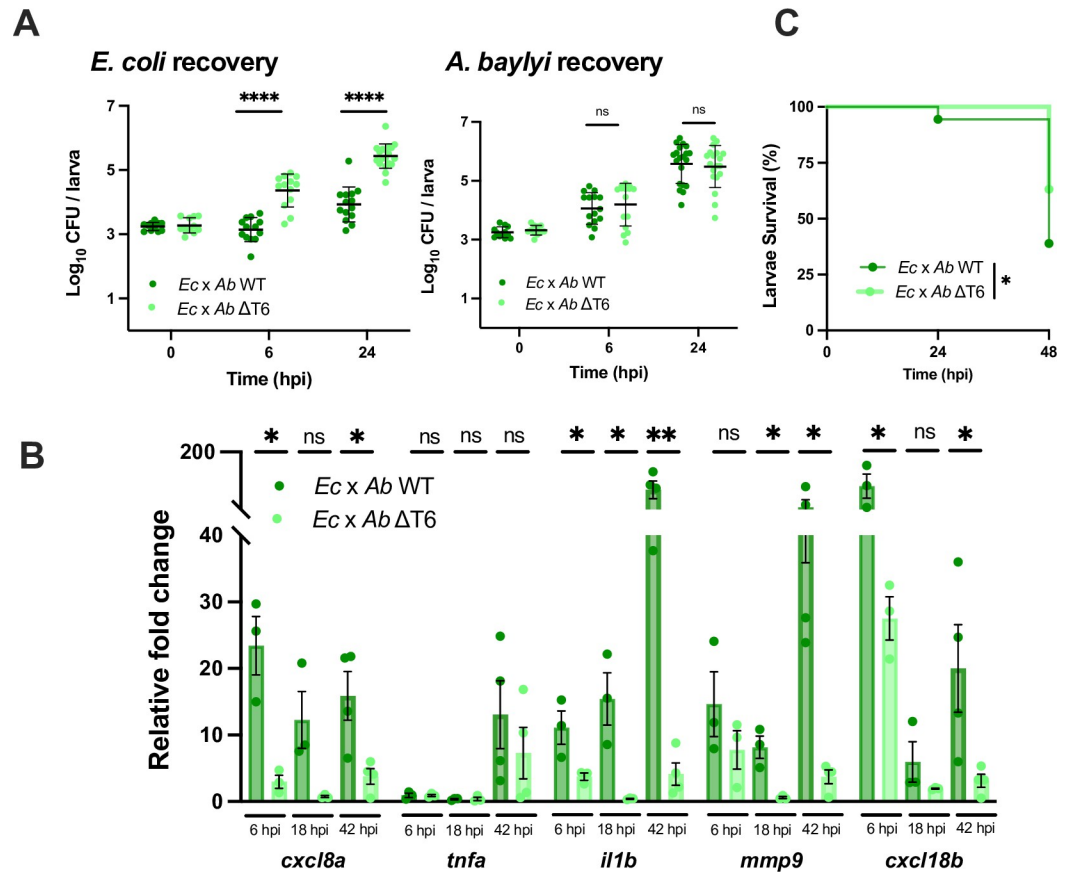 A
E. coli recovery
**** ****
7
5
3
1
Log10 CFU / larva
Ec x Ab WT
Ec x Ab ΔT6
0 6 24
Time (hpi)
A. baylyi recovery
ns ns
7
5
3
1
Log10 CFU / larva
Ec x Ab WT
Ec x Ab ΔT6
0 6 24
Time (hpi)
C
100
75
50
25
0
Larvae Survival (%)
Ec x Ab WT
Ec x Ab ΔT6
*
0 24 48
Time (hpi)
B
* ns * ns ns ns * * ** ns * * * ns *
200
40
30
20
10
0
Relative fold change
Ec x Ab WT
Ec x Ab ΔT6
6 hpi 18 hpi 42 hpi 6 hpi 18 hpi 42 hpi 6 hpi 18 hpi 42 hpi 6 hpi 18 hpi 42 hpi 6 hpi 18 hpi 42 hpi
cxcl8a tnfa il1b mmp9 cxcl18b